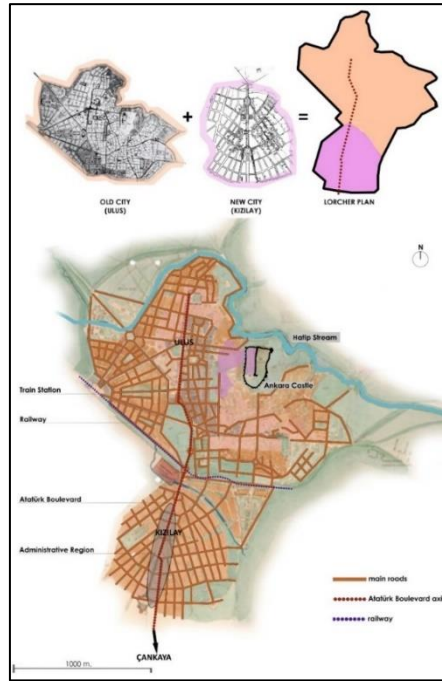 +
=
OLD CITY
(ULUS)
NEW CITY
(KIZILAY)
LORCHER PLAN
N
ULUS
Hatip Stream
Ankara Castle
Train Station
Railway
Atatürk Boulevard
KIZILAY
Administrative Region
main roads
Atatürk Boulevard axi
railway
ÇANKAYA
1000 m.